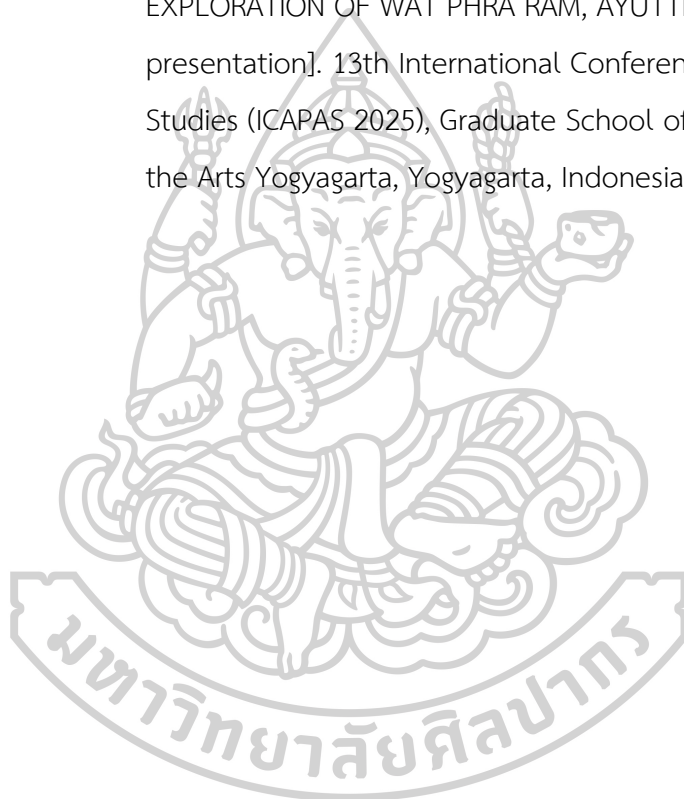 EXPLORATION OF WAT PHRA RAM,
presentation]. 13th International
Studies (ICAPAS 2025), Graduate School
the Arts Yogyagarta, Yogyagarta, Indonesia
มหาวิทยาลัยศิลปากร